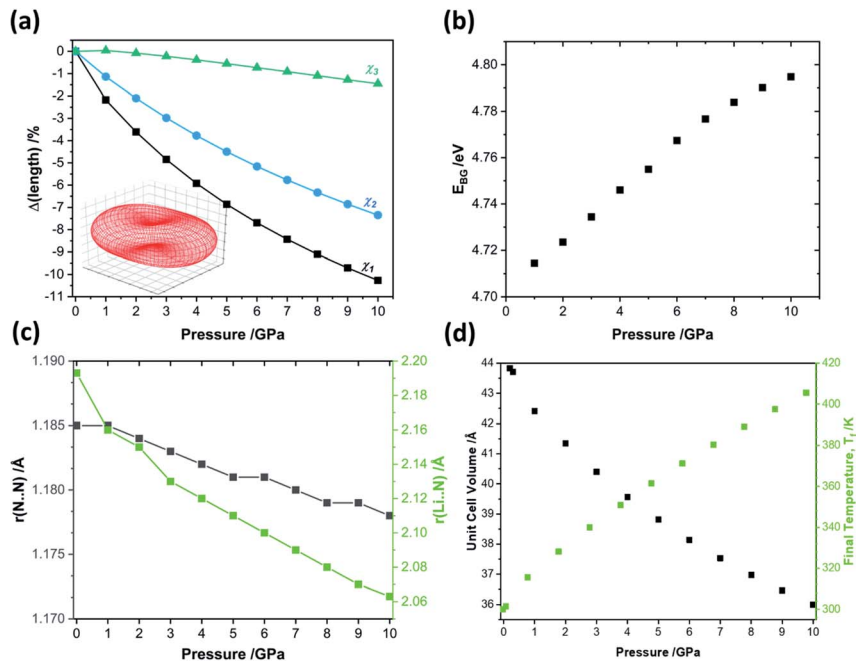 (a)
0
-1
-2
-3
-4
-5
-6
-7
-8
-9
-10
-11
Δ(length) /%
χ3
χ2
χ1
0 1 2 3 4 5 6 7 8 9 10
Pressure /GPa
(b)
4.80
4.78
4.76
4.74
4.72
4.70
EBG /eV
0 2 4 6 8 10
Pressure /GPa
(c)
1.190
1.185
1.180
1.175
1.170
r(N..N) /Å
2.20
2.18
2.16
2.14
2.12
2.10
2.08
2.06
r(Li..N) /Å
0 1 2 3 4 5 6 7 8 9 10
Pressure /GPa
(d)
44
43
42
41
40
39
38
37
36
Unit Cell Volume /Å
420
400
380
360
340
320
300
Final Temperature, Tf /K
0 1 2 3 4 5 6 7 8 9 10
Pressure /GPa